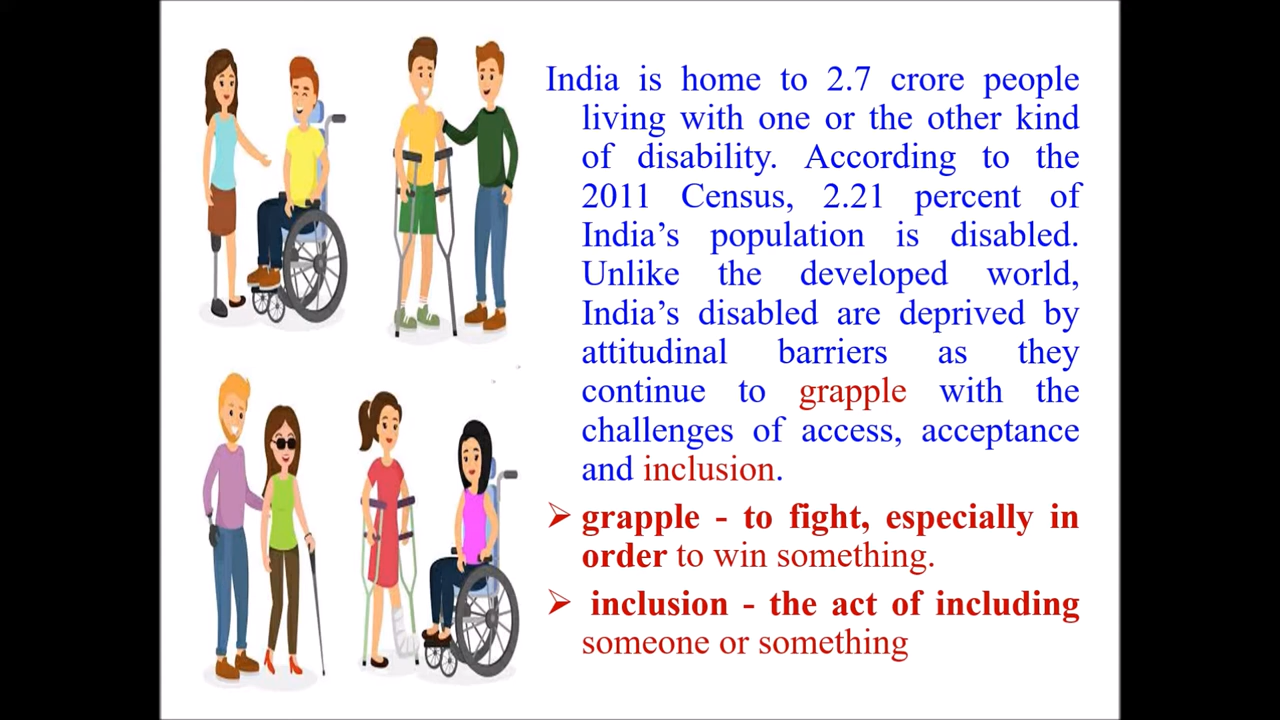 India is home to 2.7 crore people
living with one or the other kind
of disability. According to the
2011 Census, 2.21 percent of
India’s population is disabled.
Unlike the developed world,
India’s disabled are deprived by
attitudinal barriers as they
continue to grapple with the
challenges of access, acceptance
and inclusion.
➢ grapple - to fight, especially in
order to win something.
➢ inclusion - the act of including
someone or something